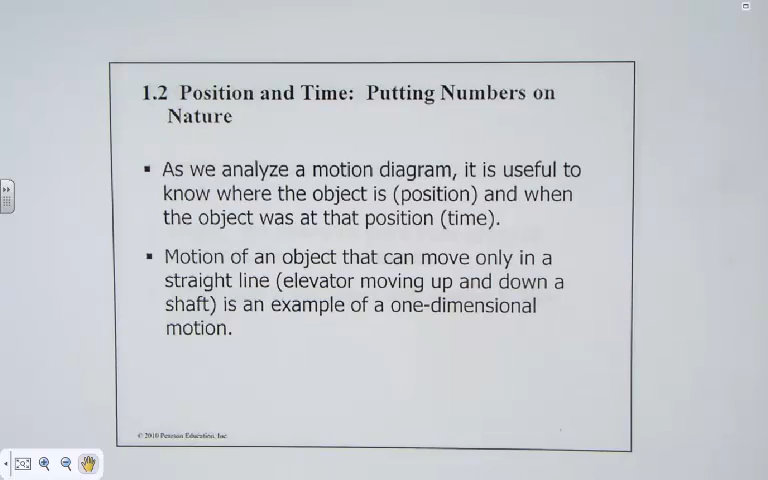 1.2 Position and Time: Putting Numbers on
Nature
▪ As we analyze a motion diagram, it is useful to
know where the object is (position) and when
the object was at that position (time).
▪ Motion of an object that can move only in a
straight line (elevator moving up and down a
shaft) is an example of a one-dimensional
motion.
© 2010 Pearson Education, Inc